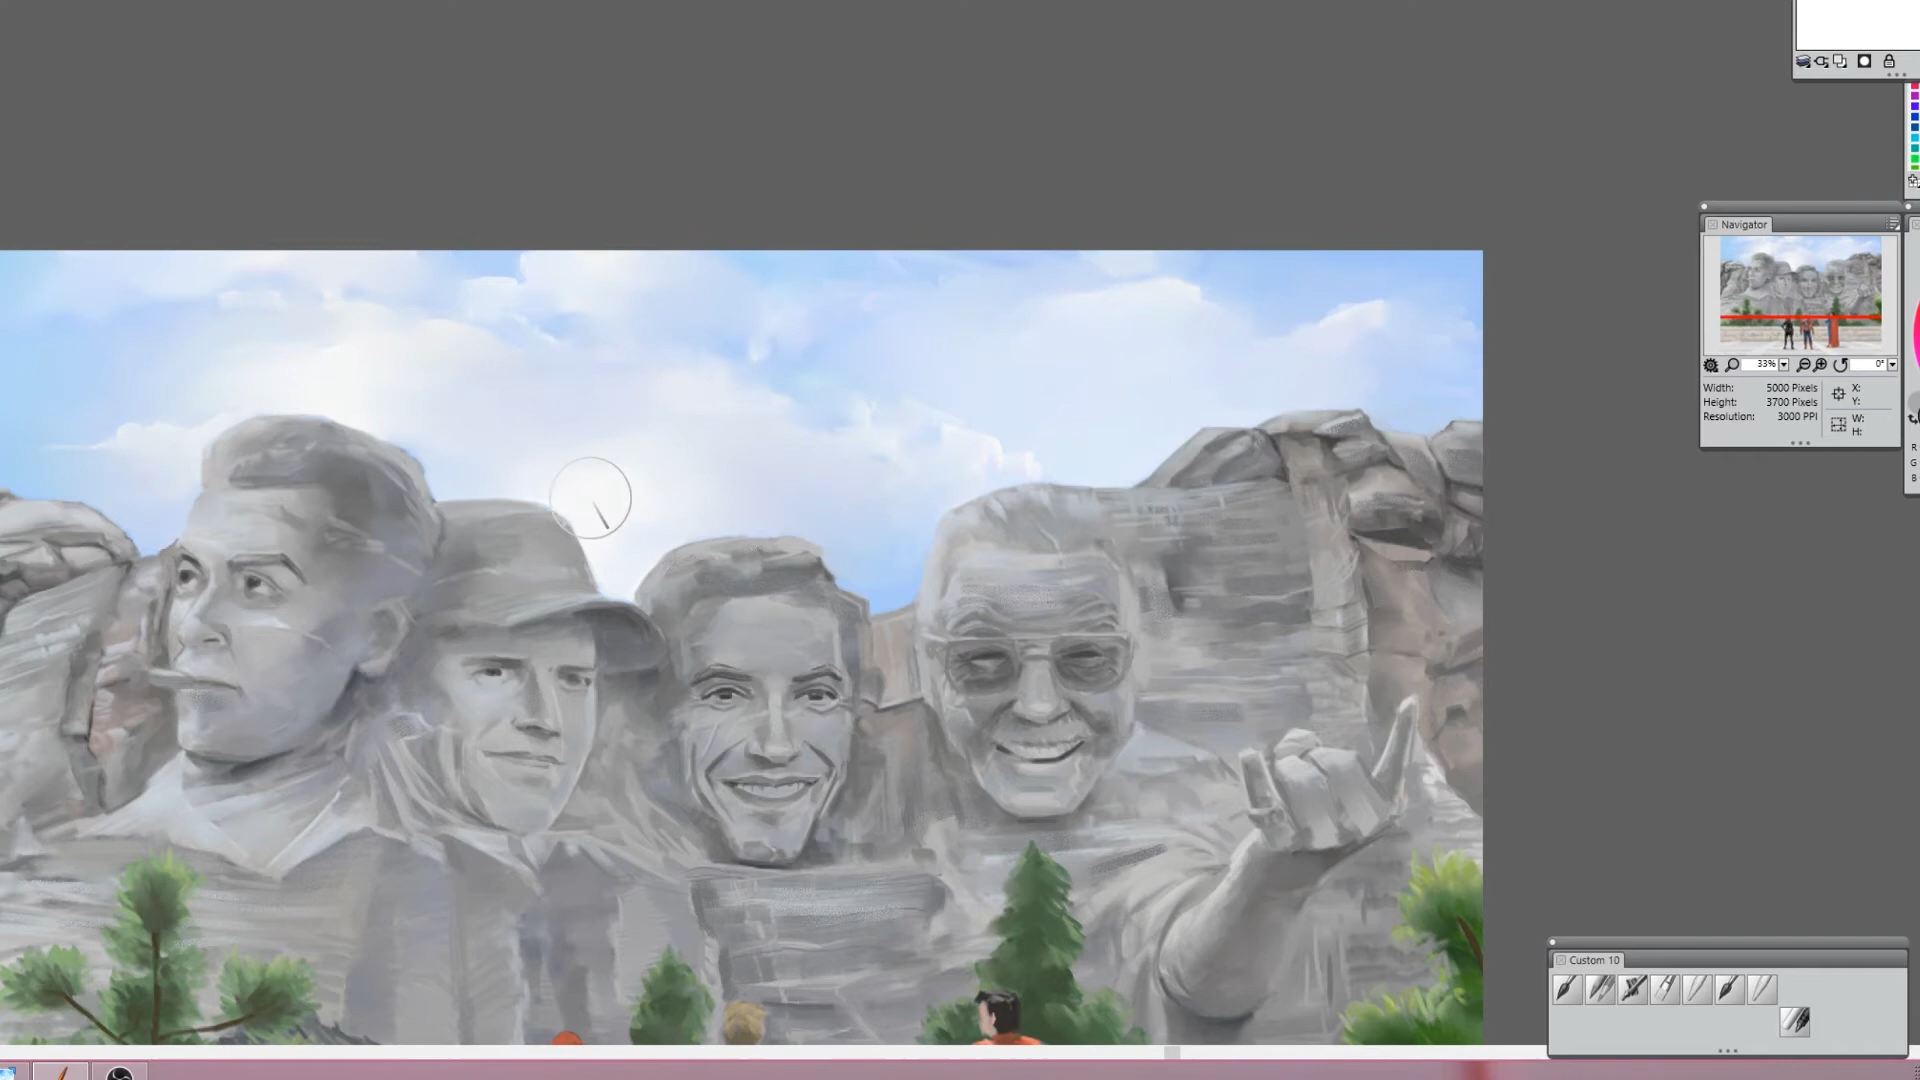 Navigator
33%
0°
Width: 5000 Pixels
Height: 3700 Pixels
Resolution: 3000 PPI
X:
Y:
W:
H:
R
G
B
Custom 10